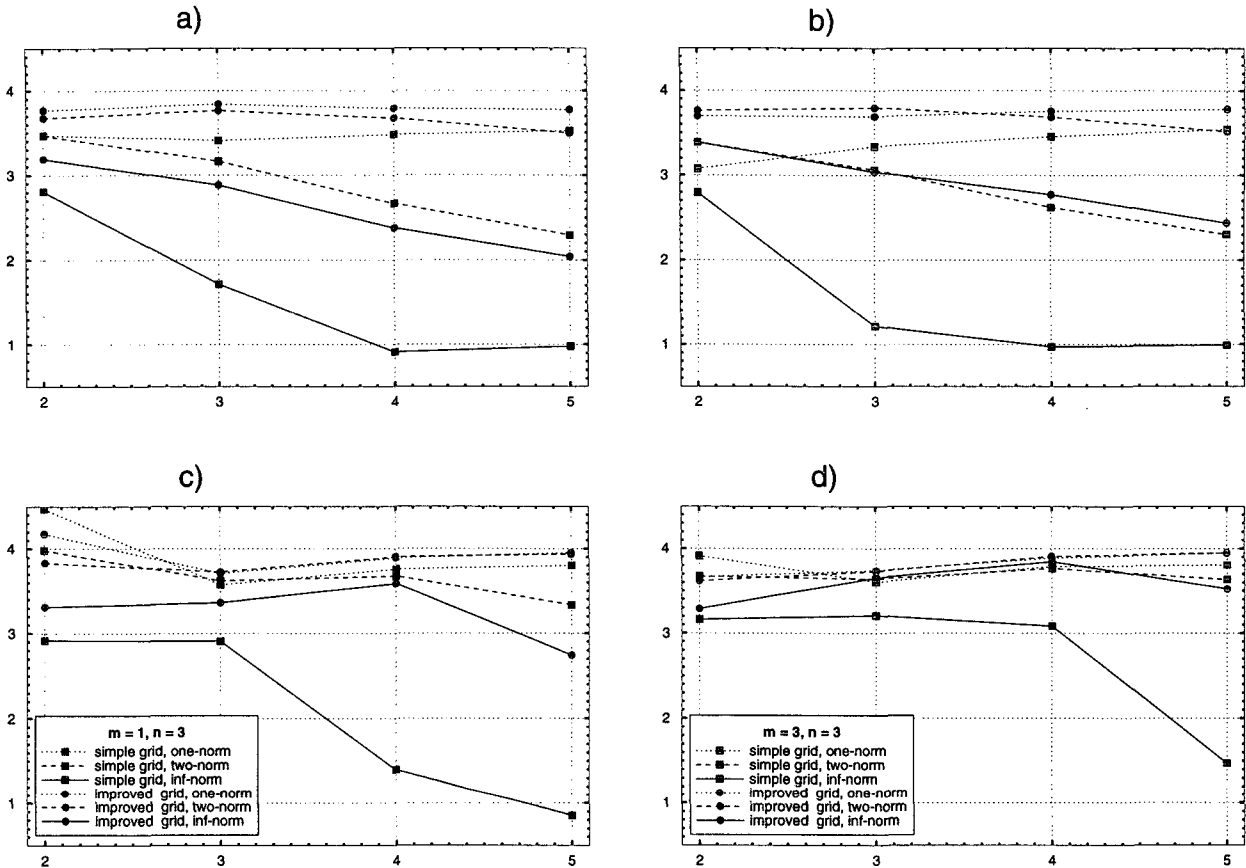 a)
4
3
2
1
2 3 4 5
b)
4
3
2
1
2 3 4 5
c)
4
3
2
1
m = 1, n = 3
simple grid, one-norm
simple grid, two-norm
simple grid, inf-norm
improved grid, one-norm
improved grid, two-norm
improved grid, inf-norm
2 3 4 5
d)
4
3
2
1
m = 3, n = 3
simple grid, one-norm
simple grid, two-norm
simple grid, inf-norm
improved grid, one-norm
improved grid, two-norm
improved grid, inf-norm
2 3 4 5